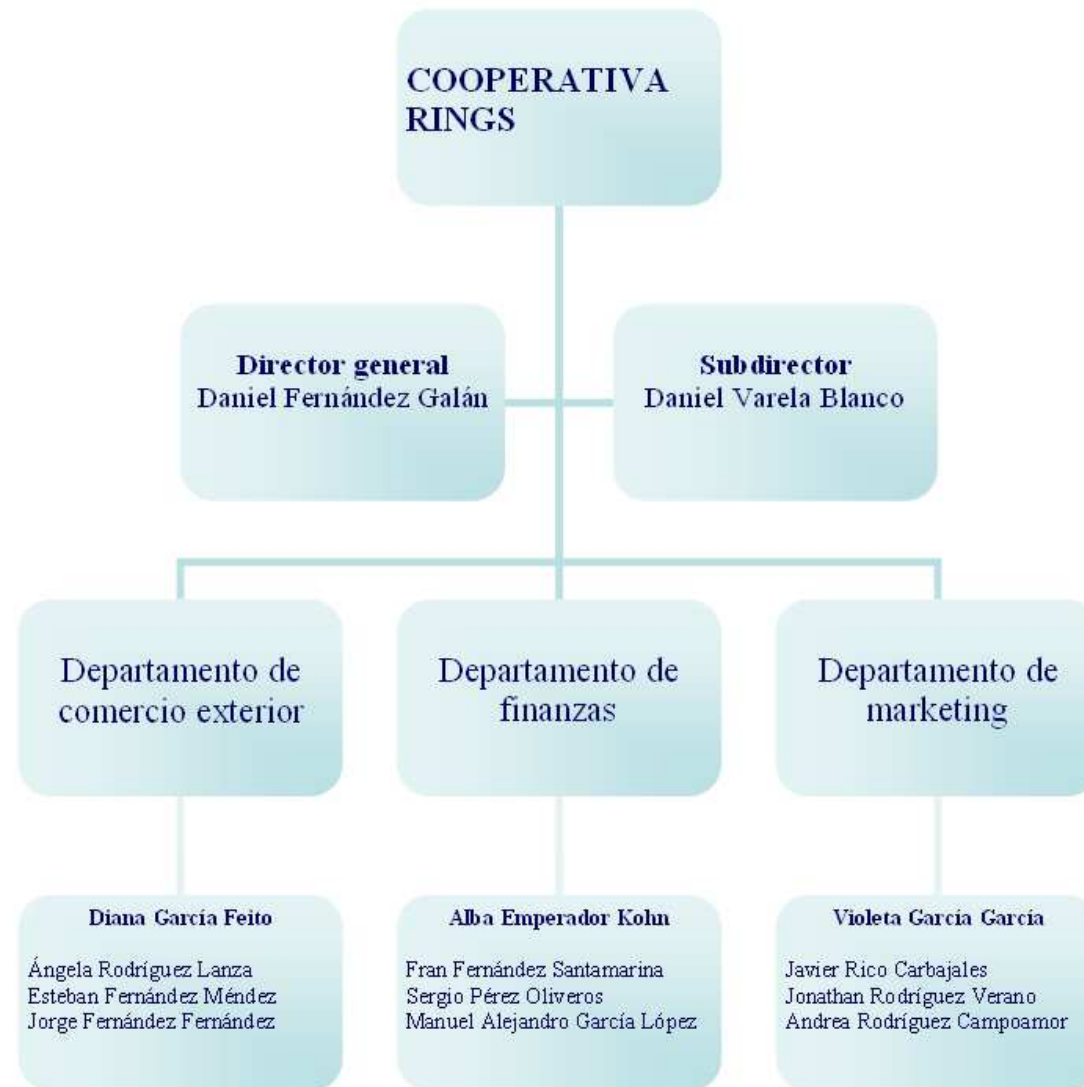 COOPERATIVA
RINGS
Director general
Daniel Fernández Galán
Subdirector
Daniel Varela Blanco
Departamento de
comercio exterior
Departamento de
finanzas
Departamento de
marketing
Diana García Feito
Ángela Rodríguez Lanza
Esteban Fernández Méndez
Jorge Fernández Fernández
Alba Emperador Kohn
Fran Fernández Santamarina
Sergio Pérez Oliveros
Manuel Alejandro García López
Violeta García García
Javier Rico Carbajales
Jonathan Rodríguez Verano
Andrea Rodríguez Campoamor